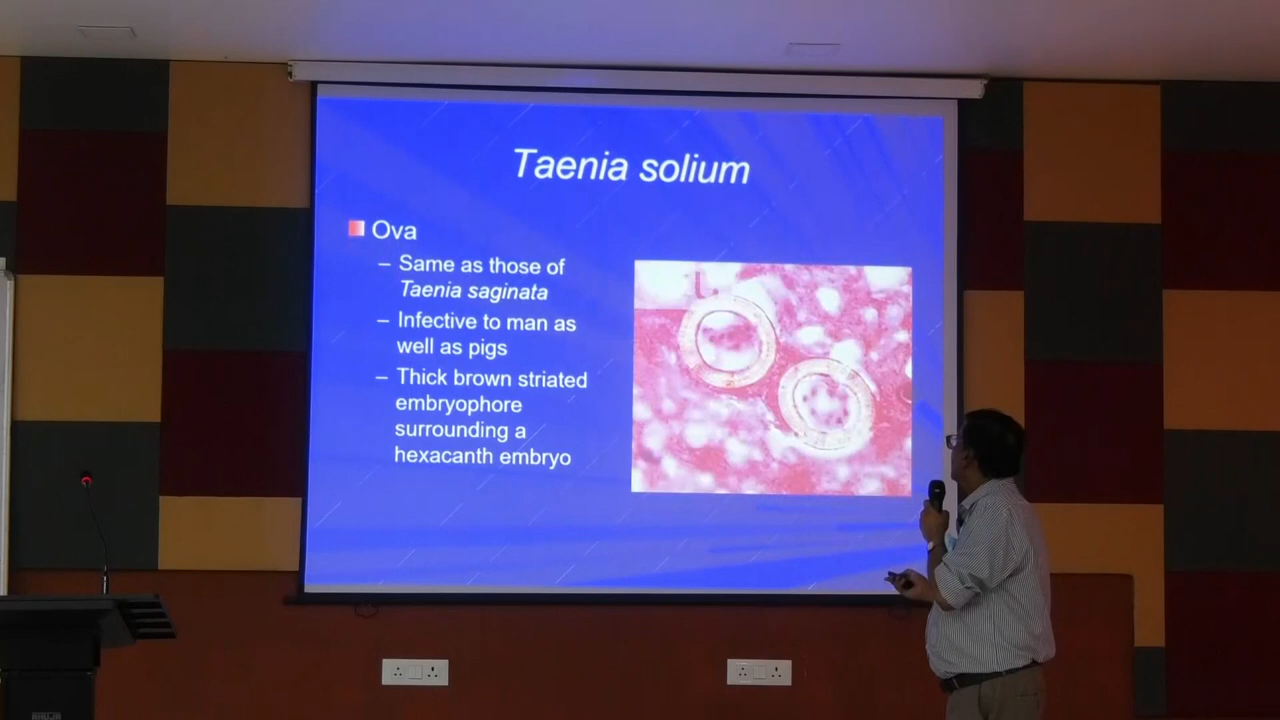 Taenia solium
Ova
– Same as those of
Taenia saginata
– Infective to man as
well as pigs
– Thick brown striated
embryophore
surrounding a
hexacanth embryo
AHUJA